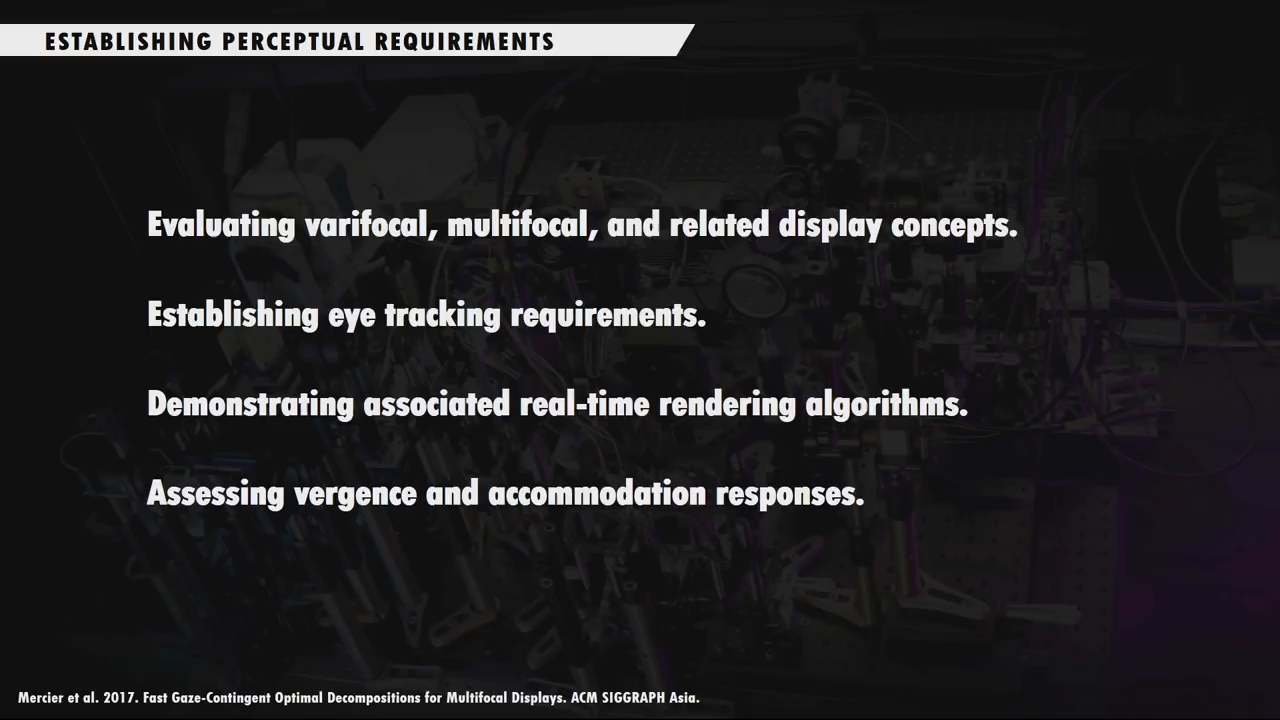 ESTABLISHING PERCEPTUAL REQUIREMENTS
Evaluating varifocal, multifocal, and related display concepts.
Establishing eye tracking requirements.
Demonstrating associated real-time rendering algorithms.
Assessing vergence and accommodation responses.
Mercier et al. 2017. Fast Gaze-Contingent Optimal Decompositions for Multifocal Displays. ACM SIGGRAPH Asia.